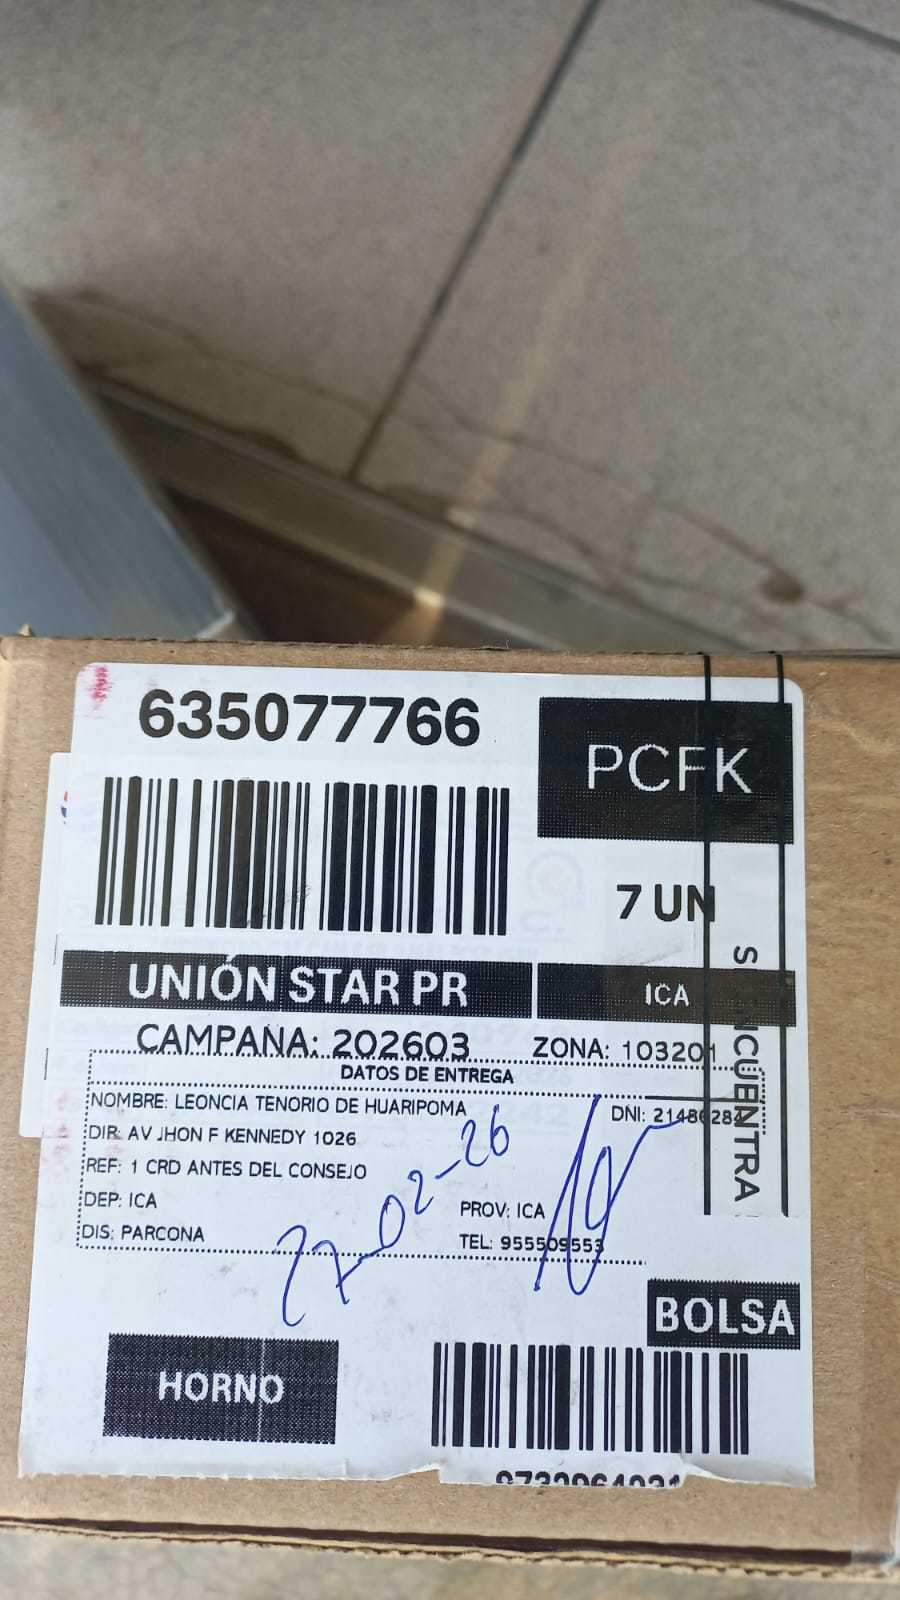 635077766
PCFK
7 UN
UNIÓN STAR PR
ICA
CAMPAÑA: 202603
ZONA: 103201
DATOS DE ENTREGA
NOMBRE: LEONCIA TENORIO DE HUARIPOMA
DNI:
DIR: AV JHON F KENNEDY 1026
REF: 1 CRD ANTES DEL CONSEJO
DEP: ICA
PROV: ICA
DIS: PARCONA
TEL: 955509553
27-02-26
ENCUENTRA
BOLSA
HORNO